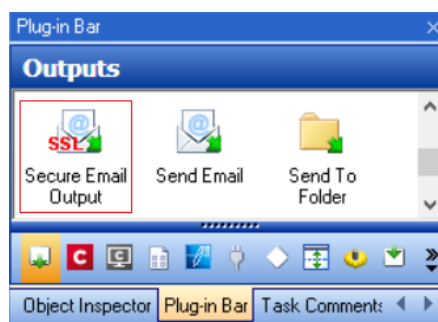 Plug-in Bar
Outputs
@
SSL
@
Secure Email
Output
Send Email
Send To
Folder
C
C
Object Inspector
Plug-in Bar
Task Comments